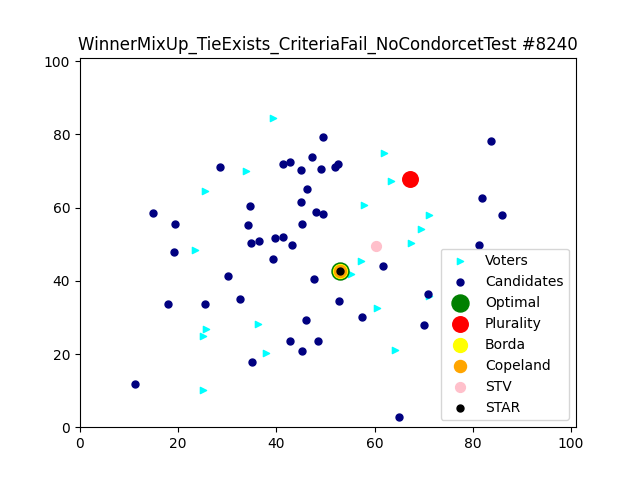 WinnerMixUp_TieExists_CriteriaFail_NoCondorcetTest #8240
100
80
60
40
20
0
0 20 40 60 80 100
Voters
Candidates
Optimal
Plurality
Borda
Copeland
STV
STAR